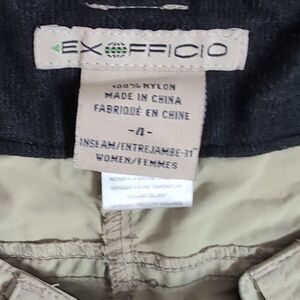 EXOFFICIO
100% NYLON
MADE IN CHINA
FABRIQUÉ EN CHINE
-4-
INSEAM/ENTREJAMBE-31"
WOMEN/FEMMES